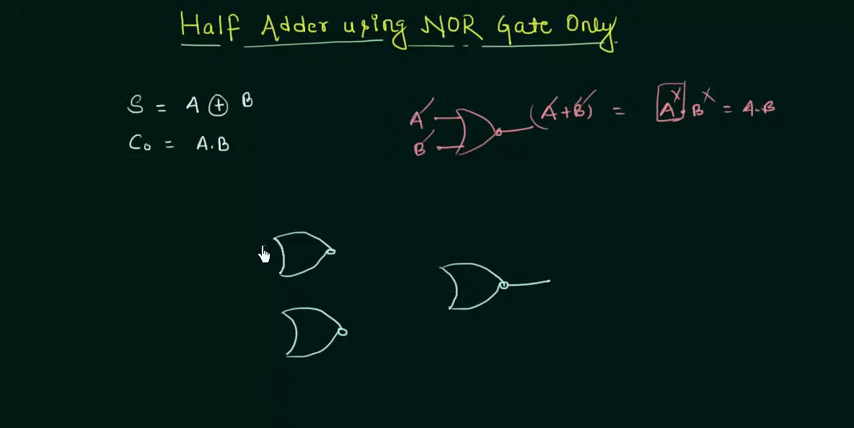 Half Adder using NOR Gate Only
S = A ⊕ B
C₀ = A.B
A
B
(A+B) = A · B = A.B